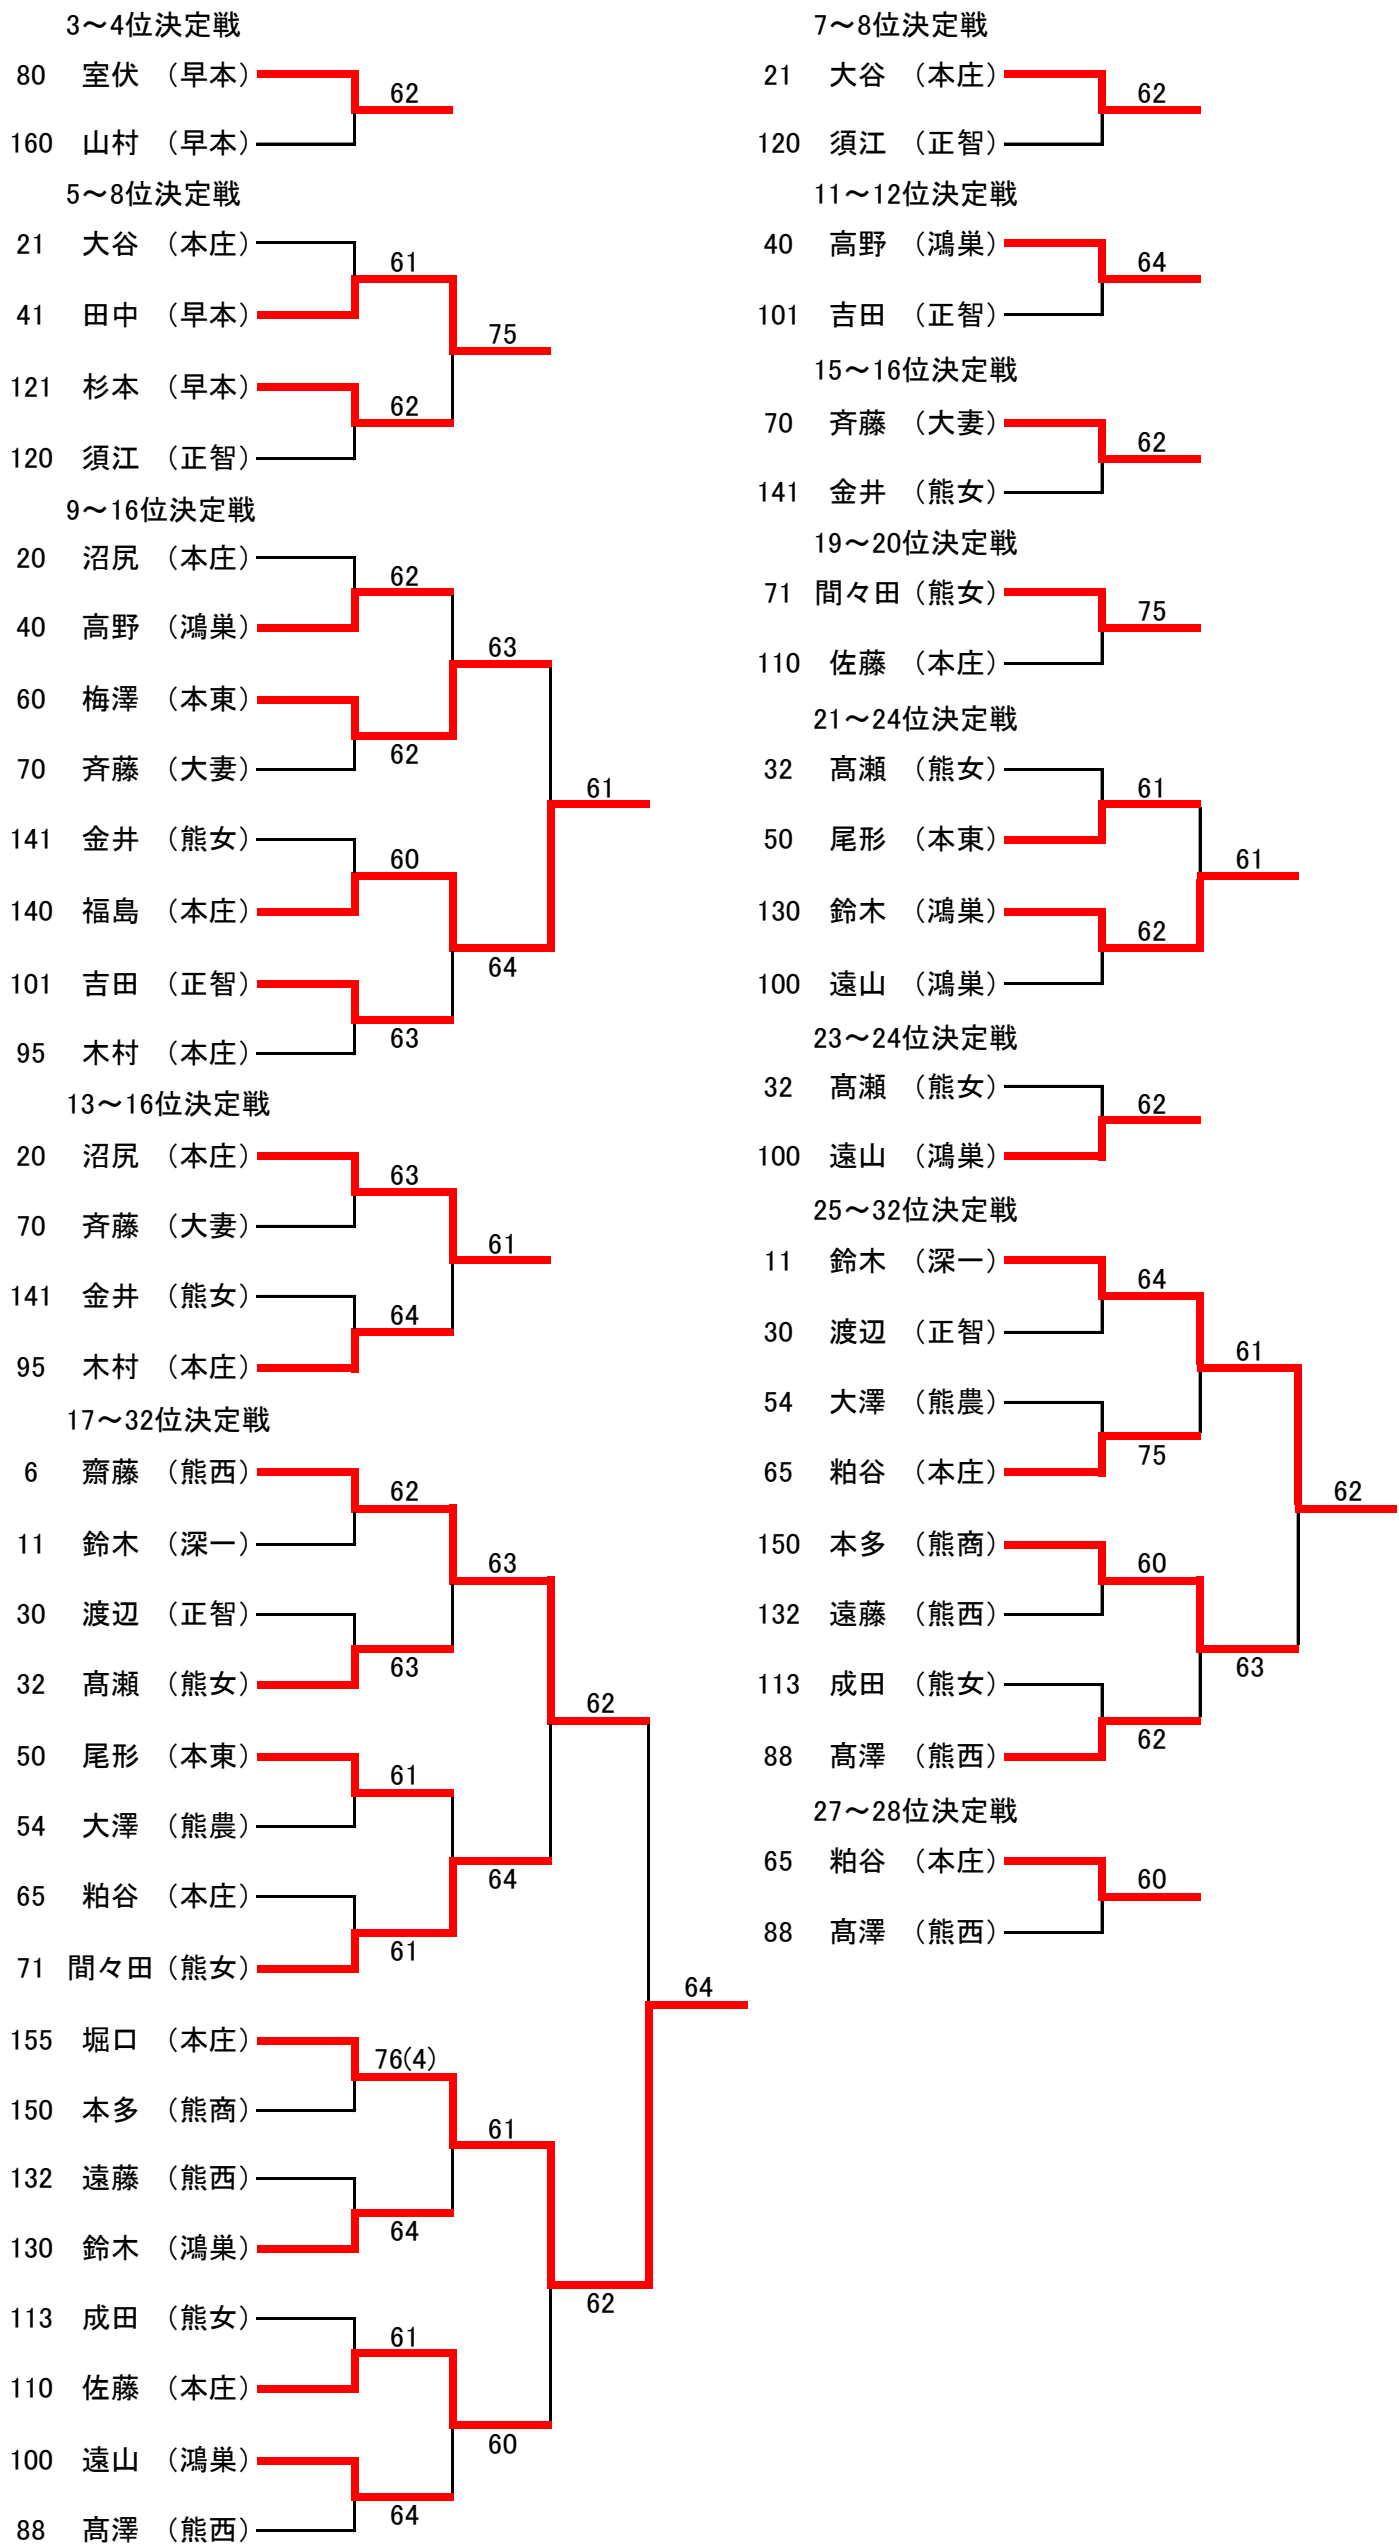 3～4位決定戦
80 室伏 （早本）
62
160 山村 （早本）
5～8位決定戦
21 大谷 （本庄）
61
41 田中 （早本）
75
121 杉本 （早本）
62
120 須江 （正智）
9～16位決定戦
20 沼尻 （本庄）
62
40 高野 （鴻巣）
63
60 梅澤 （本東）
62
70 斉藤 （大妻）
61
141 金井 （熊女）
60
140 福島 （本庄）
64
101 吉田 （正智）
63
95 木村 （本庄）
13～16位決定戦
20 沼尻 （本庄）
63
70 斉藤 （大妻）
61
141 金井 （熊女）
64
95 木村 （本庄）
17～32位決定戦
6 齋藤 （熊西）
62
11 鈴木 （深一）
63
30 渡辺 （正智）
63
32 髙瀬 （熊女）
62
50 尾形 （本東）
61
54 大澤 （熊農）
64
65 粕谷 （本庄）
61
71 間々田 （熊女）
64
155 堀口 （本庄）
76(4)
150 本多 （熊商）
61
132 遠藤 （熊西）
64
130 鈴木 （鴻巣）
62
113 成田 （熊女）
61
110 佐藤 （本庄）
60
100 遠山 （鴻巣）
64
88 髙澤 （熊西）
7～8位決定戦
21 大谷 （本庄）
62
120 須江 （正智）
11～12位決定戦
40 高野 （鴻巣）
64
101 吉田 （正智）
15～16位決定戦
70 斉藤 （大妻）
62
141 金井 （熊女）
19～20位決定戦
71 間々田 （熊女）
75
110 佐藤 （本庄）
21～24位決定戦
32 髙瀬 （熊女）
61
50 尾形 （本東）
61
130 鈴木 （鴻巣）
62
100 遠山 （鴻巣）
23～24位決定戦
32 髙瀬 （熊女）
62
100 遠山 （鴻巣）
25～32位決定戦
11 鈴木 （深一）
64
30 渡辺 （正智）
61
54 大澤 （熊農）
75
65 粕谷 （本庄）
62
150 本多 （熊商）
60
132 遠藤 （熊西）
63
113 成田 （熊女）
62
88 髙澤 （熊西）
27～28位決定戦
65 粕谷 （本庄）
60
88 髙澤 （熊西）